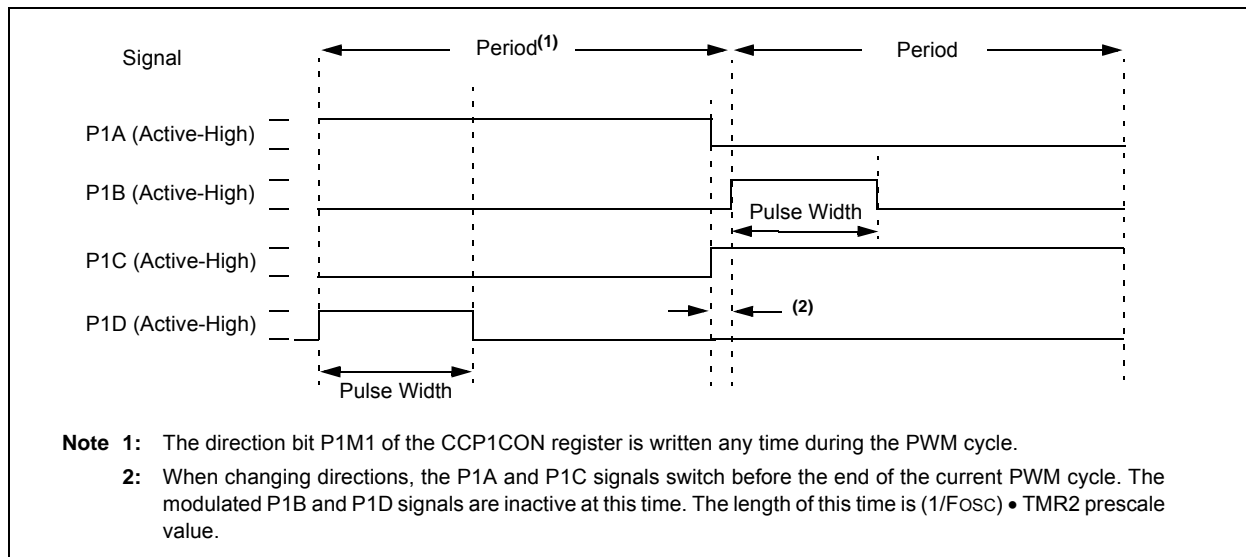 Signal
Period(1)
Period
P1A (Active-High)
P1B (Active-High)
Pulse Width
P1C (Active-High)
(2)
P1D (Active-High)
Pulse Width
Note 1: The direction bit P1M1 of the CCP1CON register is written any time during the PWM cycle.
2: When changing directions, the P1A and P1C signals switch before the end of the current PWM cycle. The
modulated P1B and P1D signals are inactive at this time. The length of this time is (1/FOSC) • TMR2 prescale
value.